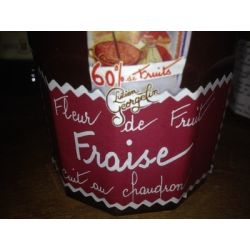 60% de Fruits
Lucien
Georgelin
Fleur de Fruit
Fraise
cuit au chaudron